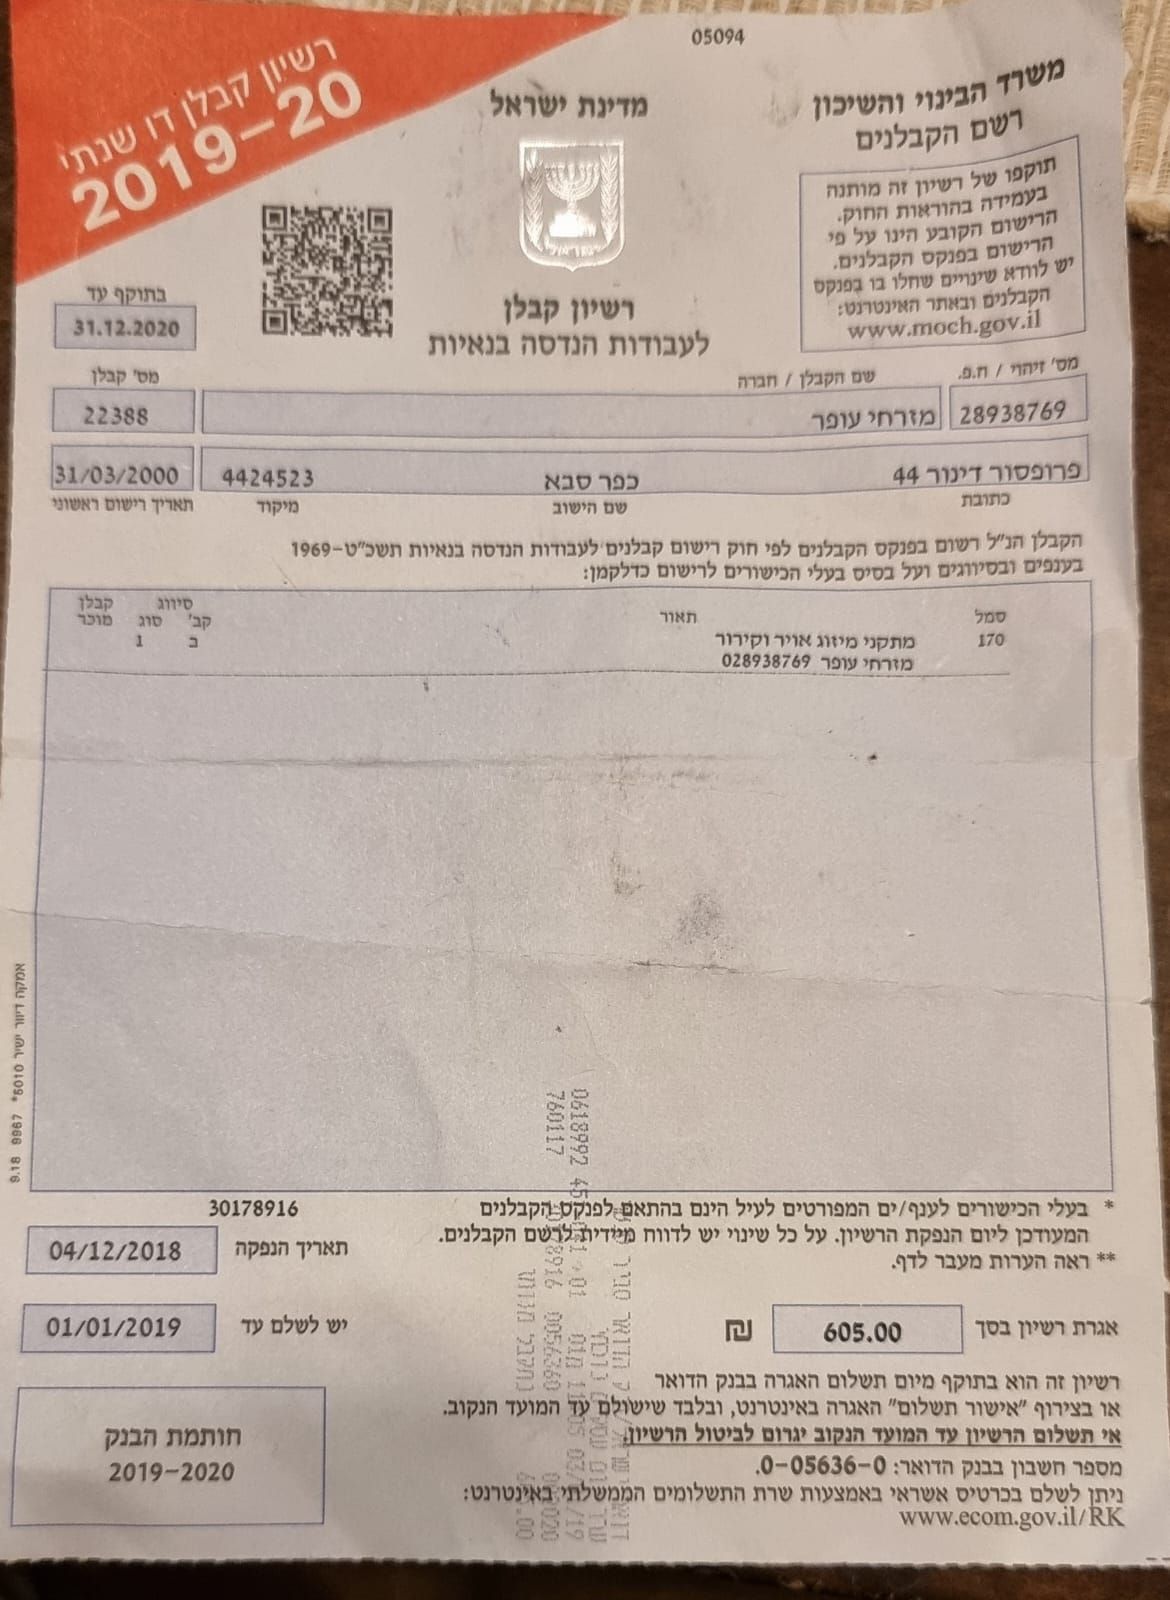 05094
רשיון קבלן דו שנתי
2019-20
מדינת ישראל
משרד הבינוי והשיכון
רשם הקבלנים
תוקפו של רשיון זה מותנה
בעמידה בהוראות החוק.
הרישום הקובע הינו על פי
הרישום בפנקס הקבלנים.
יש לוודא שינויים שחלו בו בפנקס
הקבלנים ובאתר האינטרנט:
www.moch.gov.il
רשיון קבלן
לעבודות הנדסה בנאיות
בתוקף עד
31.12.2020
מס' זיהוי / ח.פ. שם הקבלן / חברה מס' קבלן
28938769 מזרחי עופר 22388
פרופסור דינור 44 כפר סבא 4424523 31/03/2000
כתובת שם הישוב מיקוד תאריך רישום ראשוני
הקבלן הנ"ל רשום בפנקס הקבלנים לפי חוק רישום קבלנים לעבודות הנדסה בנאיות תשכ"ט-1969
בענפים ובסיווגים ועל בסיס בעלי הכישורים לרישום כדלקמן:
סמל תאור סיווג קבלן
קב' סוג מוכר
170 מתקני מיזוג אויר וקירור ב 1
מזרחי עופר 028938769
אמקה דיוור ישיר 6010* 9967 9.18
0618992
760117
* בעלי הכישורים לענף/ים המפורטים לעיל הינם בהתאם לפנקס הקבלנים
המעודכן ליום הנפקת הרשיון. על כל שינוי יש לדווח מיידית לרשם הקבלנים.
** ראה הערות מעבר לדף.
30178916
תאריך הנפקה 04/12/2018
אגרת רשיון בסך 605.00 ₪
יש לשלם עד 01/01/2019
רשיון זה הוא בתוקף מיום תשלום האגרה בבנק הדואר
או בצירוף "אישור תשלום" האגרה באינטרנט, ובלבד שישולם עד המועד הנקוב.
אי תשלום הרשיון עד המועד הנקוב יגרום לביטול הרשיון.
מספר חשבון בבנק הדואר: 0-05636-0.
ניתן לשלם בכרטיס אשראי באמצעות שרת התשלומים הממשלתי באינטרנט:
www.ecom.gov.il/RK
חותמת הבנק
2019-2020